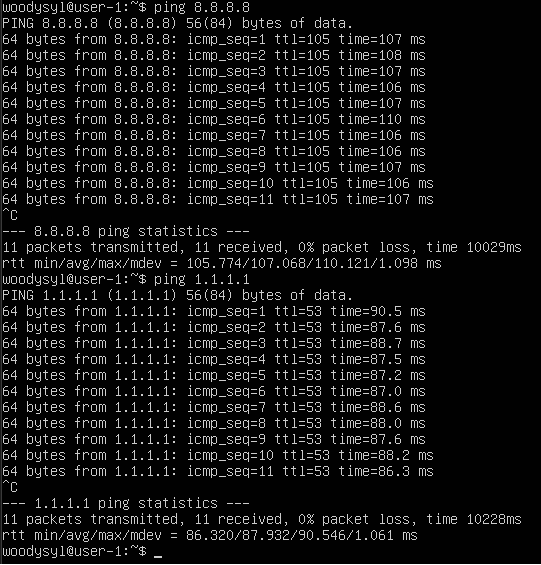 woodysyl@user-1:~$ ping 8.8.8.8
PING 8.8.8.8 (8.8.8.8) 56(84) bytes of data.
64 bytes from 8.8.8.8: icmp_seq=1 ttl=105 time=107 ms
64 bytes from 8.8.8.8: icmp_seq=2 ttl=105 time=108 ms
64 bytes from 8.8.8.8: icmp_seq=3 ttl=105 time=107 ms
64 bytes from 8.8.8.8: icmp_seq=4 ttl=105 time=106 ms
64 bytes from 8.8.8.8: icmp_seq=5 ttl=105 time=107 ms
64 bytes from 8.8.8.8: icmp_seq=6 ttl=105 time=110 ms
64 bytes from 8.8.8.8: icmp_seq=7 ttl=105 time=106 ms
64 bytes from 8.8.8.8: icmp_seq=8 ttl=105 time=106 ms
64 bytes from 8.8.8.8: icmp_seq=9 ttl=105 time=107 ms
64 bytes from 8.8.8.8: icmp_seq=10 ttl=105 time=106 ms
64 bytes from 8.8.8.8: icmp_seq=11 ttl=105 time=107 ms
^C
--- 8.8.8.8 ping statistics ---
11 packets transmitted, 11 received, 0% packet loss, time 10029ms
rtt min/avg/max/mdev = 105.774/107.068/110.121/1.098 ms
woodysyl@user-1:~$ ping 1.1.1.1
PING 1.1.1.1 (1.1.1.1) 56(84) bytes of data.
64 bytes from 1.1.1.1: icmp_seq=1 ttl=53 time=90.5 ms
64 bytes from 1.1.1.1: icmp_seq=2 ttl=53 time=87.6 ms
64 bytes from 1.1.1.1: icmp_seq=3 ttl=53 time=88.7 ms
64 bytes from 1.1.1.1: icmp_seq=4 ttl=53 time=87.5 ms
64 bytes from 1.1.1.1: icmp_seq=5 ttl=53 time=87.2 ms
64 bytes from 1.1.1.1: icmp_seq=6 ttl=53 time=87.0 ms
64 bytes from 1.1.1.1: icmp_seq=7 ttl=53 time=88.6 ms
64 bytes from 1.1.1.1: icmp_seq=8 ttl=53 time=88.0 ms
64 bytes from 1.1.1.1: icmp_seq=9 ttl=53 time=87.6 ms
64 bytes from 1.1.1.1: icmp_seq=10 ttl=53 time=88.2 ms
64 bytes from 1.1.1.1: icmp_seq=11 ttl=53 time=86.3 ms
^C
--- 1.1.1.1 ping statistics ---
11 packets transmitted, 11 received, 0% packet loss, time 10228ms
rtt min/avg/max/mdev = 86.320/87.932/90.546/1.061 ms
woodysyl@user-1:~$ _